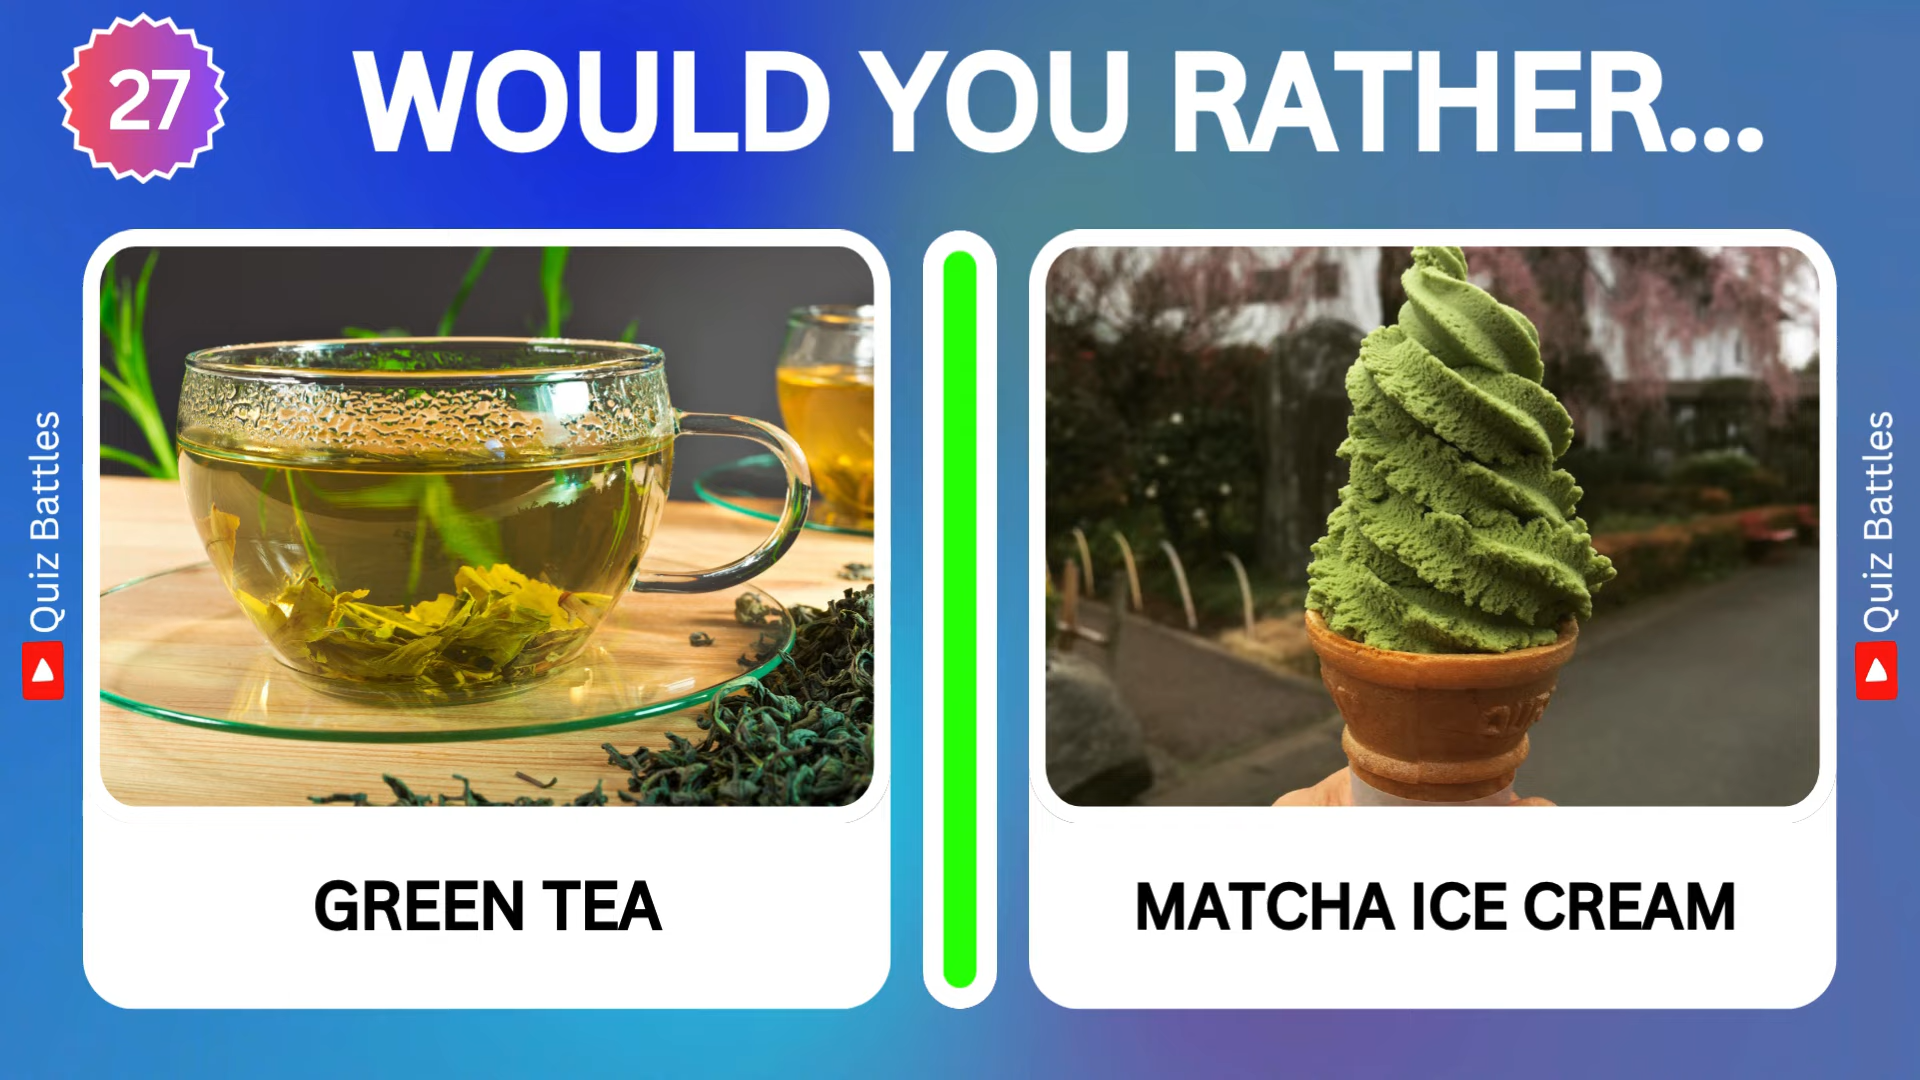 27
WOULD YOU RATHER...
Quiz Battles
GREEN TEA
MATCHA ICE CREAM
Quiz Battles